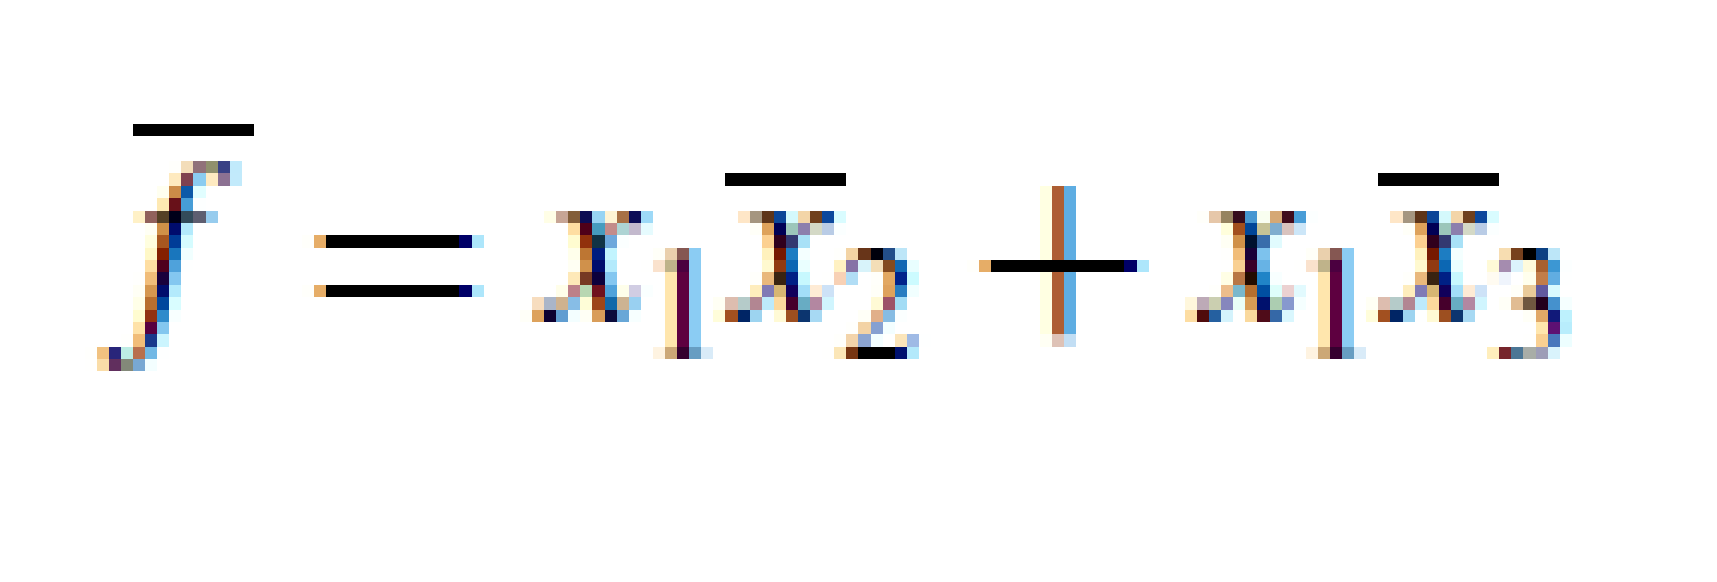 f̅ = x₁x̅₂ + x₁x̅₃